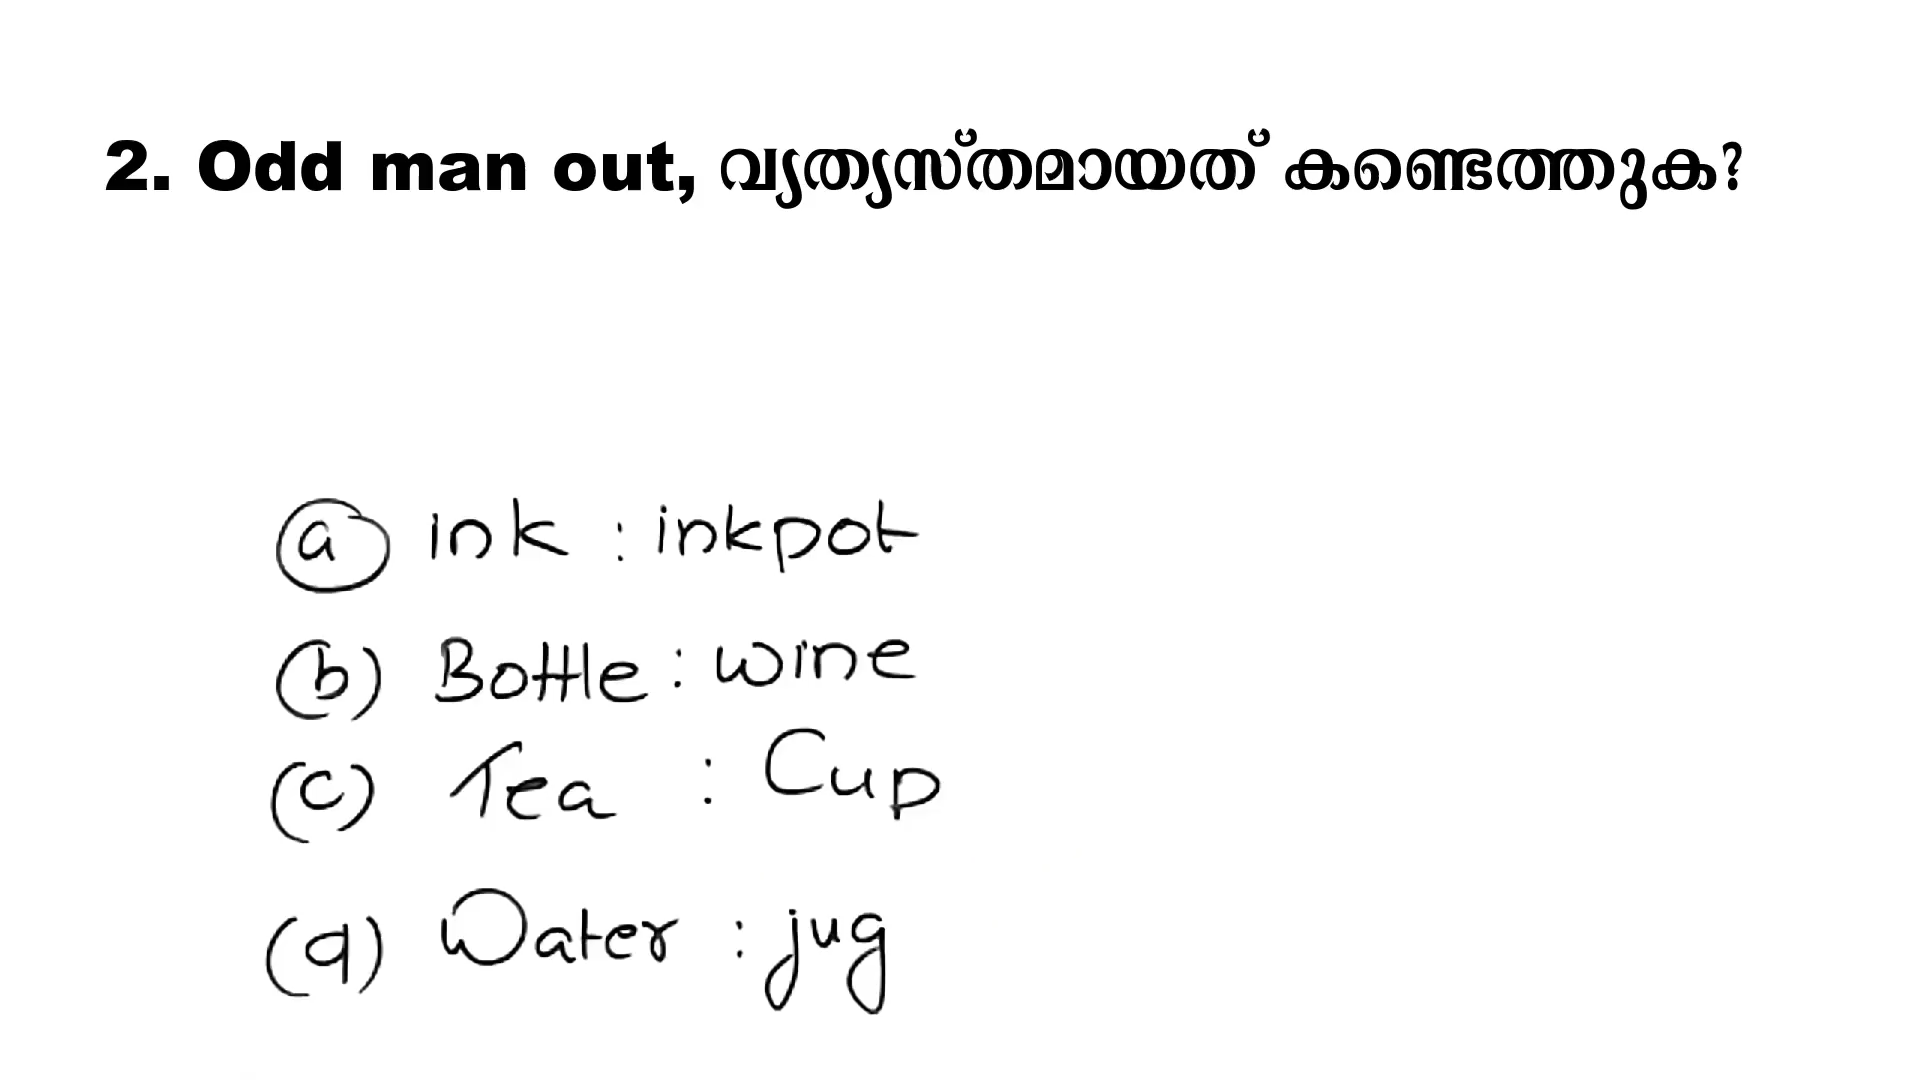 2. Odd man out, വ്യത്യസ്തമായത് കണ്ടെത്തുക?
(a) ink : inkpot
(b) Bottle : wine
(c) Tea : Cup
(d) Water : jug